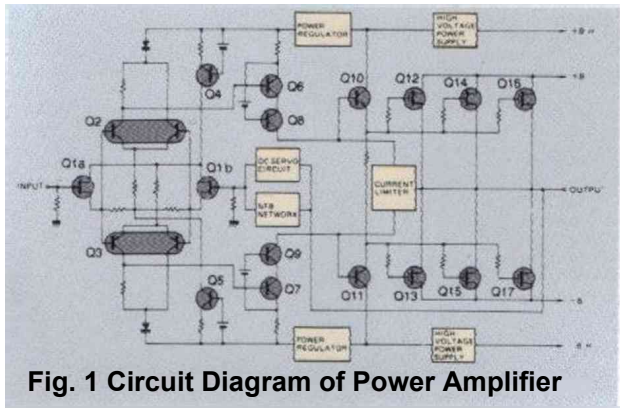 POWER
REGULATOR
HIGH
VOLTAGE
POWER
SUPPLY
+B H
Q4
Q6
Q10
Q12
Q14
Q15
+B
Q8
Q2
Q1a
Q1b
DC SERVO
CIRCUIT
INPUT
CURRENT
LIMITER
OUTPUT
NFB
NETWORK
Q3
Q9
Q5
Q7
Q11
Q13
Q15
Q17
-B
POWER
REGULATOR
HIGH
VOLTAGE
POWER
SUPPLY
-B H
Fig. 1 Circuit Diagram of Power Amplifier